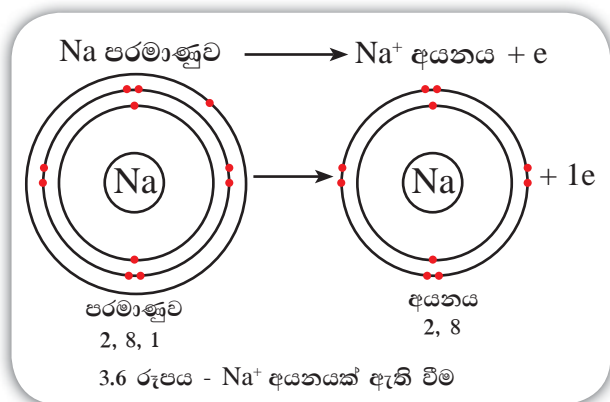 Na පරමාණුව ⟶ Na⁺ අයනය + e
Na ⟶ Na + 1e
පරමාණුව අයනය
2, 8, 1 2, 8
3.6 රූපය - Na⁺ අයනයක් ඇති වීම